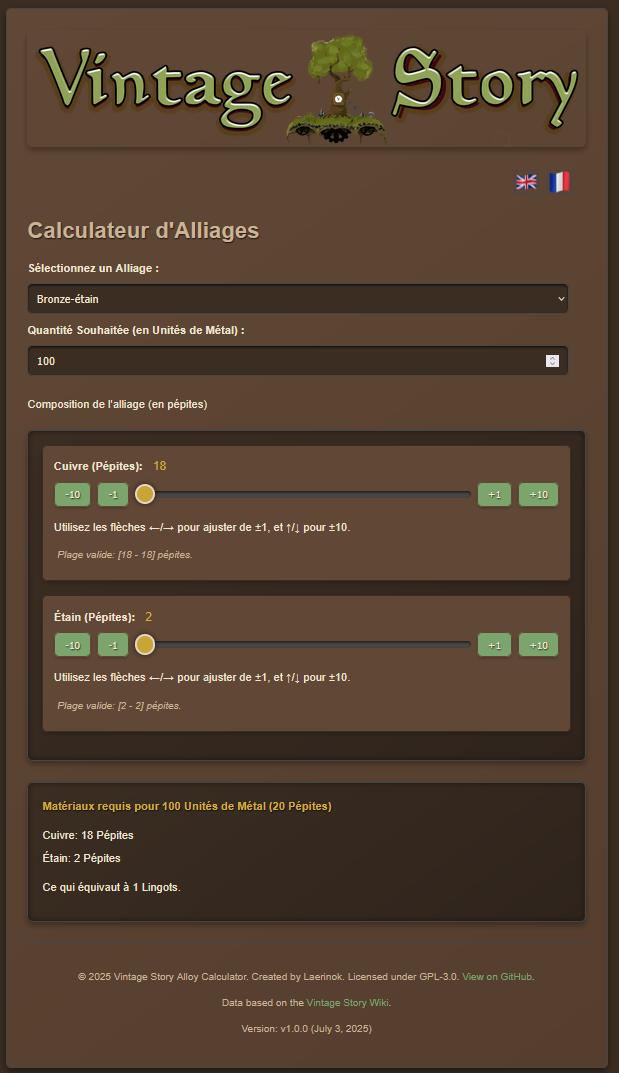 Vintage Story
Calculateur d'Alliages
Sélectionnez un Alliage :
Bronze-étain
Quantité Souhaitée (en Unités de Métal) :
100
Composition de l'alliage (en pépites)
Cuivre (Pépites): 18
-10 -1 +1 +10
Utilisez les flèches ←/→ pour ajuster de ±1, et ↑/↓ pour ±10.
Plage valide: [18 - 18] pépites.
Étain (Pépites): 2
-10 -1 +1 +10
Utilisez les flèches ←/→ pour ajuster de ±1, et ↑/↓ pour ±10.
Plage valide: [2 - 2] pépites.
Matériaux requis pour 100 Unités de Métal (20 Pépites)
Cuivre: 18 Pépites
Étain: 2 Pépites
Ce qui équivaut à 1 Lingots.
© 2025 Vintage Story Alloy Calculator. Created by Laerinok. Licensed under GPL-3.0. View on GitHub.
Data based on the Vintage Story Wiki.
Version: v1.0.0 (July 3, 2025)